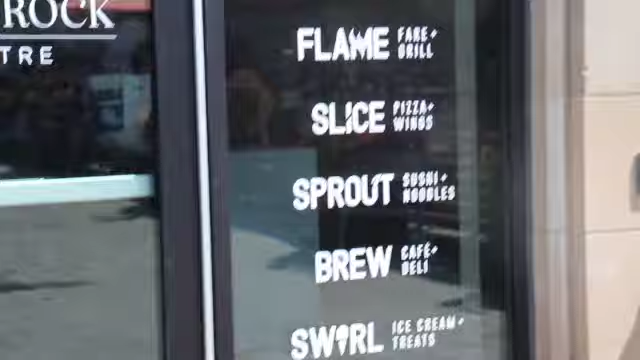 ROCK
TRE
FLAME FARE+ GRILL
SLICE PIZZA+ WINGS
SPROUT SUSHI+ NOODLES
BREW CAFÉ+ DELI
SWIRL ICE CREAM+ TREATS